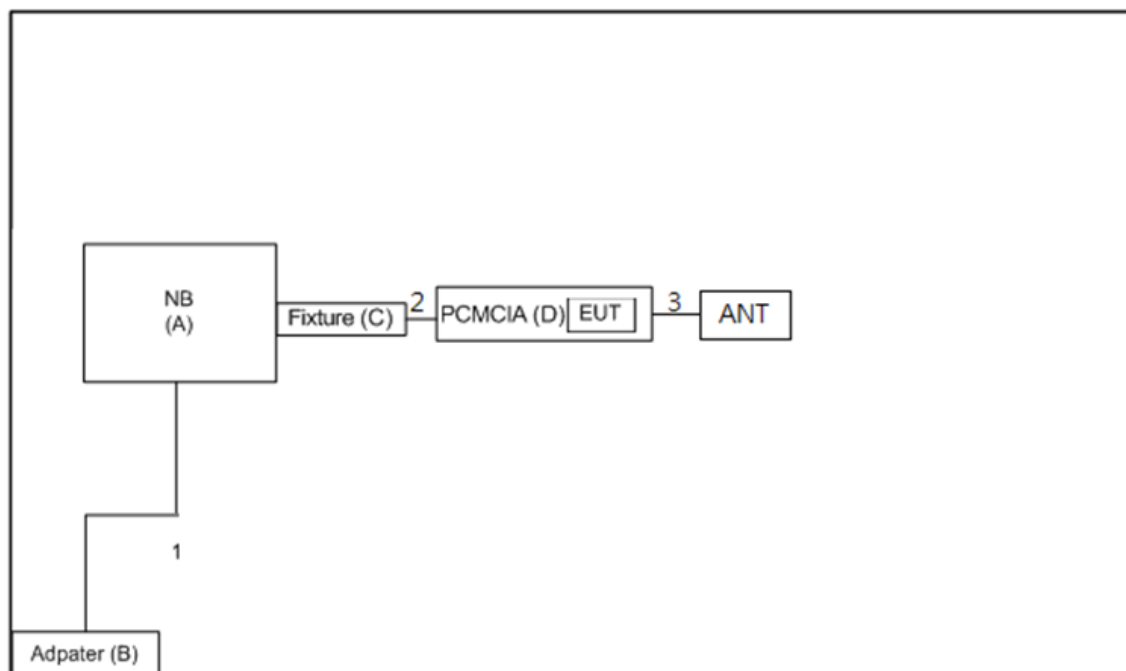 NB
(A)
Fixture (C)
2
PCMCIA (D)
EUT
3
ANT
1
Adpater (B)